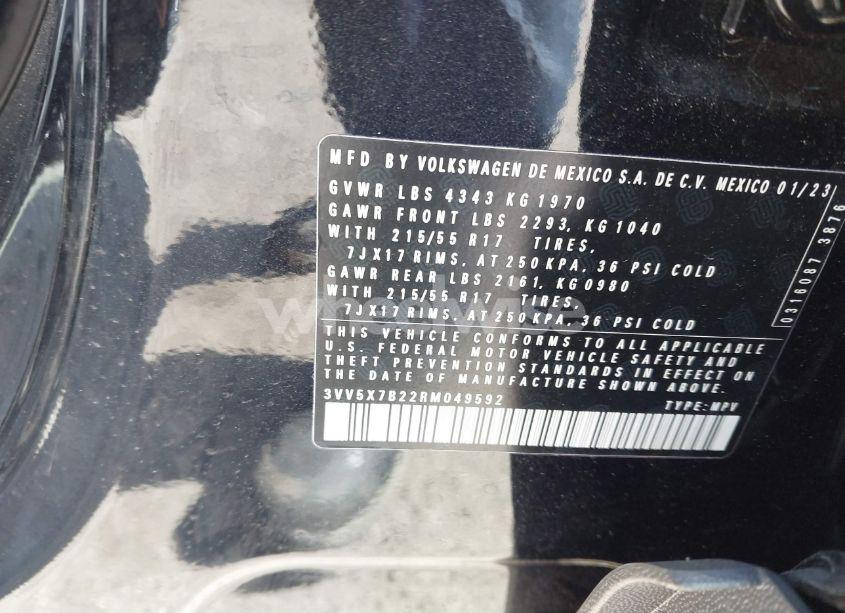 MFD BY VOLKSWAGEN DE MEXICO S.A. DE C.V. MEXICO 01/23
GVWR LBS 4343 KG 1970
GAWR FRONT LBS 2293, KG 1040
WITH 215/55 R17 TIRES,
7JX17 RIMS, AT 250 KPA, 36 PSI COLD
GAWR REAR LBS 2161, KG 0980
WITH 215/55 R17 TIRES,
7JX17 RIMS, AT 250 KPA, 36 PSI COLD
THIS VEHICLE CONFORMS TO ALL APPLICABLE
U.S. FEDERAL MOTOR VEHICLE SAFETY AND
THEFT PREVENTION STANDARDS IN EFFECT ON
THE DATE OF MANUFACTURE SHOWN ABOVE.
3VV5X7B22RM049592 TYPE: MPV
0316087 3876